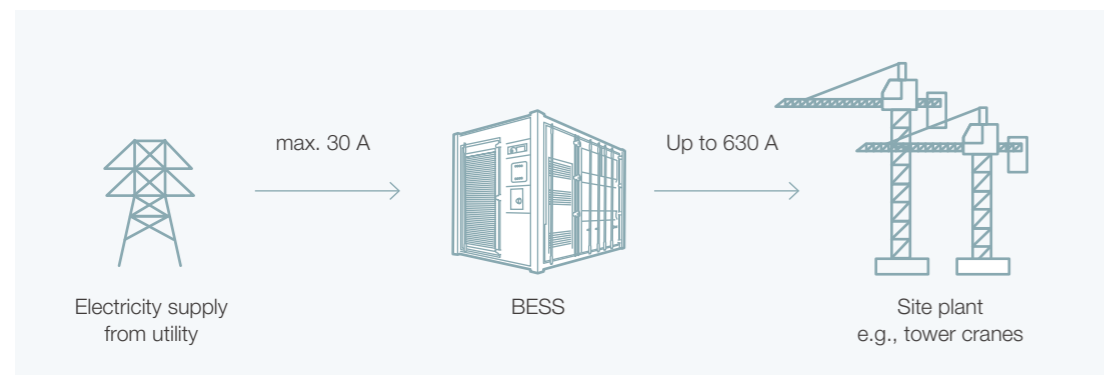 max. 30 A
Up to 630 A
Electricity supply
from utility
BESS
Site plant
e.g., tower cranes